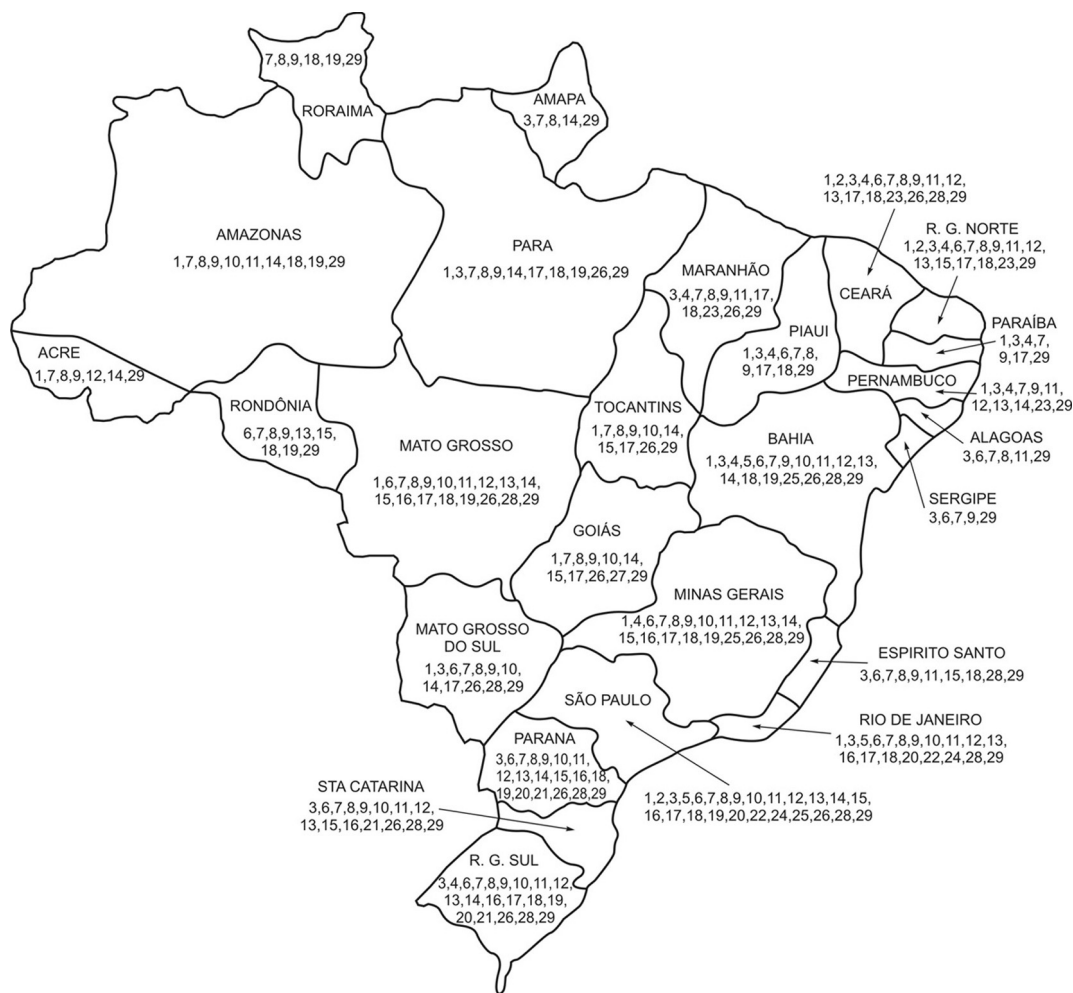 7,8,9,18,19,29
RORAIMA
AMAPA
3,7,8,14,29
1,2,3,4,6,7,8,9,11,12,
13,17,18,23,26,28,29
R. G. NORTE
1,2,3,4,6,7,8,9,11,12,
13,15,17,18,23,29
AMAZONAS
1,7,8,9,10,11,14,18,19,29
PARA
1,3,7,8,9,14,17,18,19,26,29
MARANHÃO
3,4,7,8,9,11,17,
18,23,26,29
CEARÁ
PIAUI
1,3,4,6,7,8,
9,17,18,29
PARAÍBA
1,3,4,7,
9,17,29
ACRE
1,7,8,9,12,14,29
PERNAMBUCO
1,3,4,7,9,11,
12,13,14,23,29
RONDÔNIA
6,7,8,9,13,15,
18,19,29
TOCANTINS
1,7,8,9,10,14,
15,17,26,29
MATO GROSSO
1,6,7,8,9,10,11,12,13,14,
15,16,17,18,19,26,28,29
BAHIA
1,3,4,5,6,7,9,10,11,12,13,
14,18,19,25,26,28,29
ALAGOAS
3,6,7,8,11,29
SERGIPE
3,6,7,9,29
GOIÁS
1,7,8,9,10,14,
15,17,26,27,29
MINAS GERAIS
1,4,6,7,8,9,10,11,12,13,14,
15,16,17,18,19,25,26,28,29
MATO GROSSO
DO SUL
1,3,6,7,8,9,10,
14,17,26,28,29
ESPIRITO SANTO
3,6,7,8,9,11,15,18,28,29
SÃO PAULO
RIO DE JANEIRO
1,3,5,6,7,8,9,10,11,12,13,
16,17,18,20,22,24,28,29
PARANA
3,6,7,8,9,10,11,
12,13,14,15,16,18,
19,20,21,26,28,29
STA CATARINA
3,6,7,8,9,10,11,12,
13,15,16,21,26,28,29
1,2,3,5,6,7,8,9,10,11,12,13,14,15,
16,17,18,19,20,22,24,25,26,28,29
R. G. SUL
3,4,6,7,8,9,10,11,12,
13,14,16,17,18,19,
20,21,26,28,29